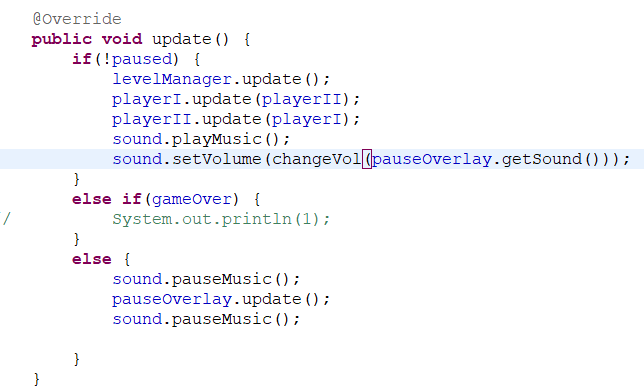 @Override
public void update() {
    if(!paused) {
        levelManager.update();
        playerI.update(playerII);
        playerII.update(playerI);
        sound.playMusic();
        sound.setVolume(changeVol(pauseOverlay.getSound()));
    }
    else if(gameOver) {
/       System.out.println(1);
    }
    else {
        sound.pauseMusic();
        pauseOverlay.update();
        sound.pauseMusic();
    }
}